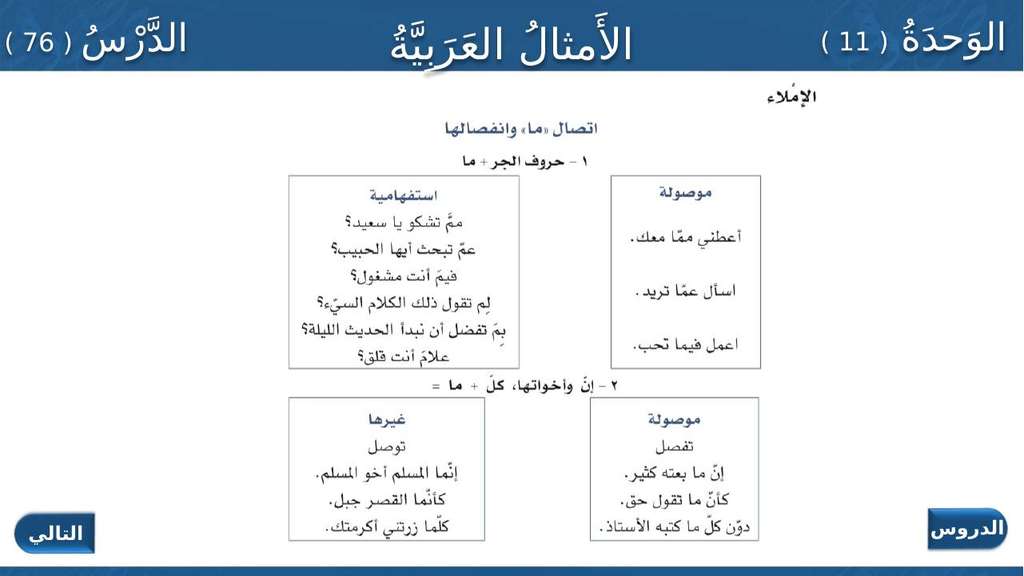 الوَحدَةُ ( 11 )
الأَمثالُ العَرَبِيَّةُ
الدَّرْسُ ( 76 )
الإمْلاء
اتصال «ما» وانفصالها
١ – حروف الجر + ما
موصولة
أعطني ممّا معك.
اسأل عمّا تريد.
اعمل فيما تحب.
استفهامية
ممَّ تشكو يا سعيد؟
عمّ تبحث أيها الحبيب؟
فيمَ أنت مشغول؟
لِم تقول ذلك الكلام السيّء؟
بِمَ تفضل أن نبدأ الحديث الليلة؟
علامَ أنت قلق؟
٢ – إنّ وأخواتها، كلّ + ما =
موصولة
تفصل
إنّ ما بعته كثير.
كأنّ ما تقول حق.
دوّن كلّ ما كتبه الأستاذ.
غيرها
توصل
إنّما المسلم أخو المسلم.
كأنّما القصر جبل.
كلّما زرتني أكرمتك.
الدروس
التالي